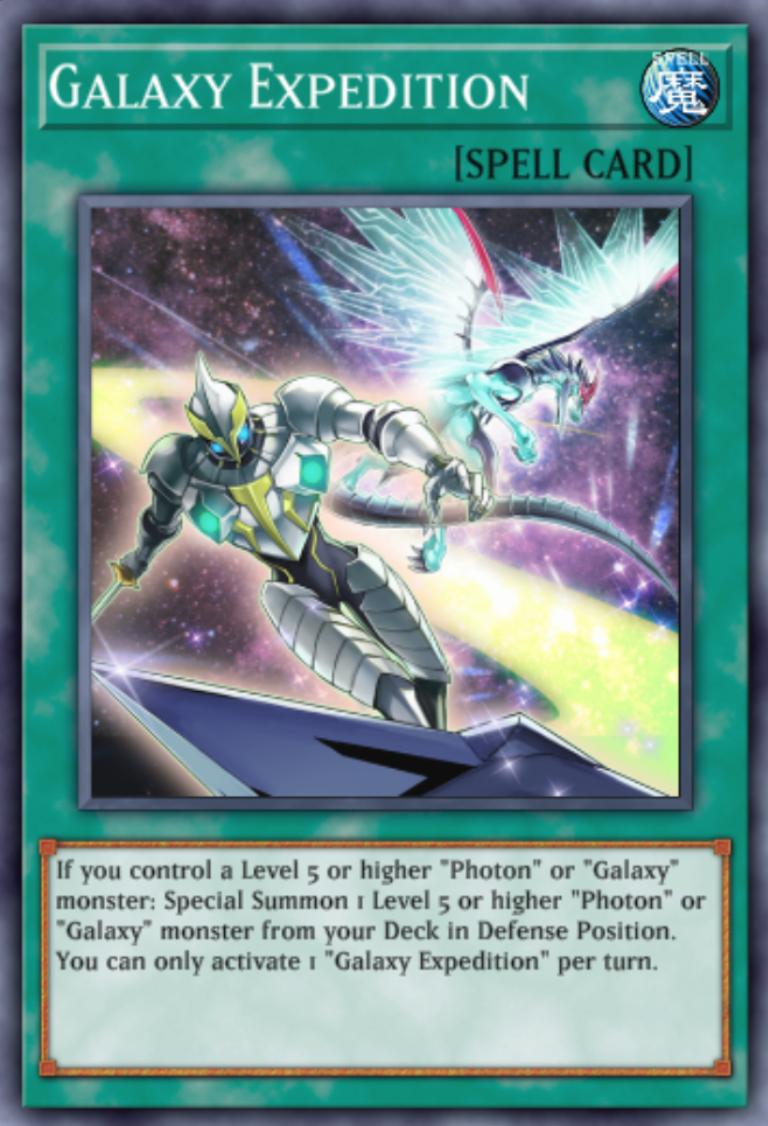 GALAXY EXPEDITION
SPELL
魔
[SPELL CARD]
If you control a Level 5 or higher "Photon" or "Galaxy"
monster: Special Summon 1 Level 5 or higher "Photon" or
"Galaxy" monster from your Deck in Defense Position.
You can only activate 1 "Galaxy Expedition" per turn.